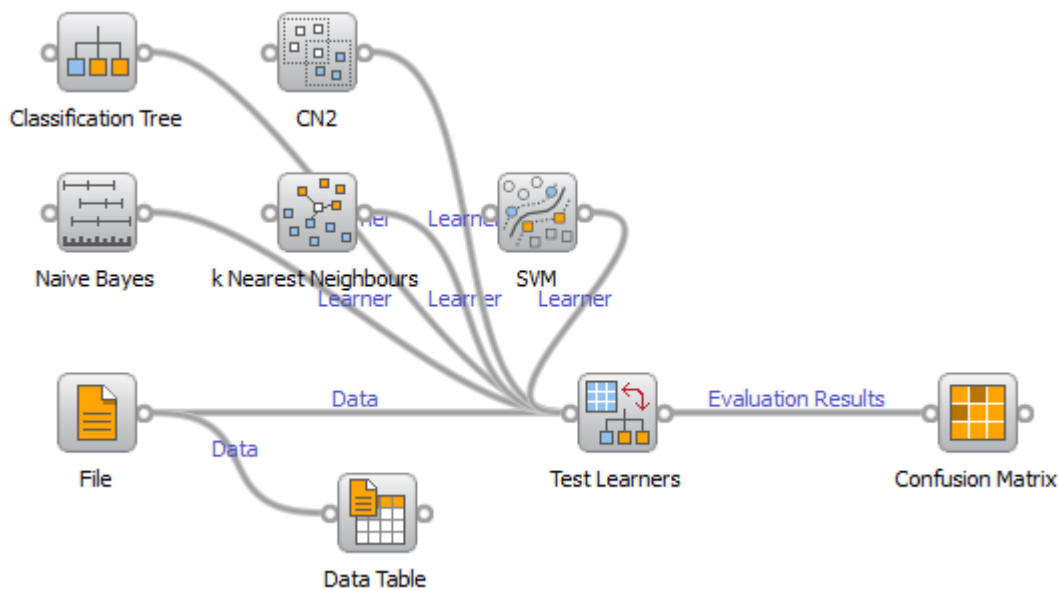 Classification Tree
CN2
Learner
Naive Bayes
k Nearest Neighbours
SVM
Learner
Learner
Learner
Data
Evaluation Results
Data
File
Test Learners
Confusion Matrix
Data Table